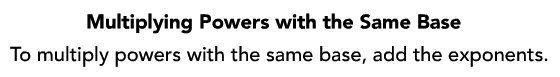 Multiplying Powers with the Same Base
To multiply powers with the same base, add the exponents.